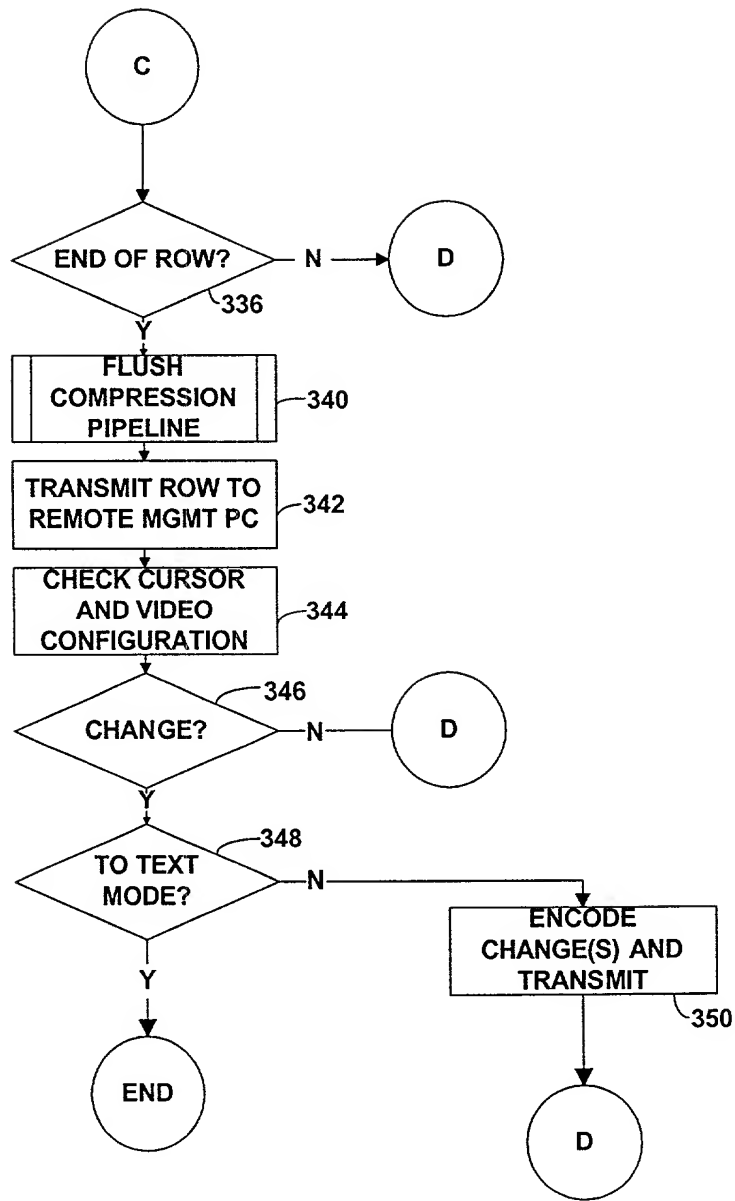 C
END OF ROW?
N
D
336
Y
FLUSH
COMPRESSION
PIPELINE
340
TRANSMIT ROW TO
REMOTE MGMT PC
342
CHECK CURSOR
AND VIDEO
CONFIGURATION
344
346
CHANGE?
N
D
Y
348
TO TEXT
MODE?
N
ENCODE
CHANGE(S) AND
TRANSMIT
350
Y
END
D